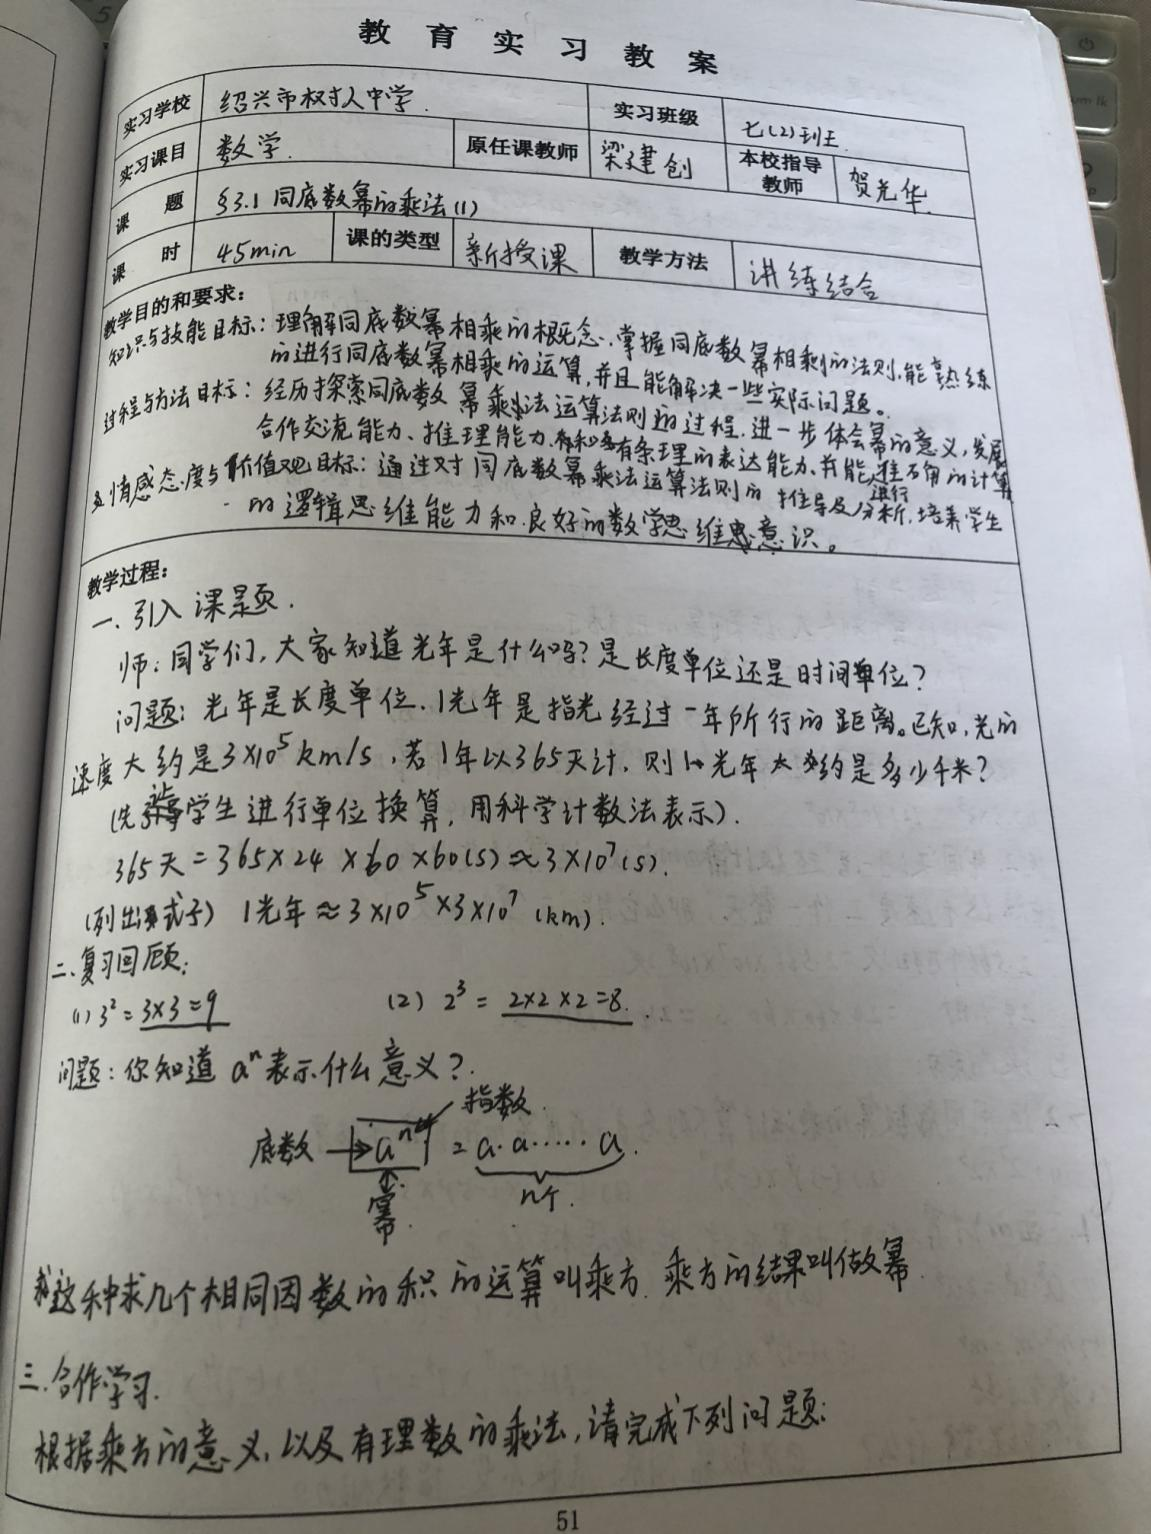 教育实习教案
实习学校 绍兴市树人中学 实习班级 七(2)班
实习课目 数学 原任课教师 梁建创 本校指导教师 贺光华
课题 §3.1 同底数幂的乘法(1)
课时 45min 课的类型 新授课 教学方法 讲练结合
教学目的和要求:
知识与技能目标: 理解同底数幂相乘的概念, 掌握同底数幂相乘的法则, 能熟练
的进行同底数幂相乘的运算, 并且能解决一些实际问题。
过程与方法目标: 经历探索同底数幂乘法运算法则的过程, 进一步体会幂的意义, 发展
合作交流能力、推理能力和有条理的表达能力, 并能进行的计算
情感态度与价值观目标: 通过对同底数幂乘法运算法则的推导及分析, 培养学生
的逻辑思维能力和良好的数学思维意识。
教学过程:
一、引入课题.
师: 同学们, 大家知道光年是什么吗? 是长度单位还是时间单位?
问题: 光年是长度单位, 1光年是指光经过一年所行的距离。已知, 光的
速度大约是3×10⁵km/s, 若1年以365天计, 则1光年大约是多少千米?
(先让学生进行单位换算, 用科学计数法表示).
365天=365×24×60×60(s)≈3×10⁷(s).
(列出式子) 1光年≈3×10⁵×3×10⁷(km).
二、复习回顾:
(1) 3²=3×3=9 (2) 2³=2×2×2=8.
问题: 你知道aⁿ表示什么意义?
指数
底数 → aⁿ = a·a……a.
幂 n个.
这种求几个相同因数的积的运算叫乘方. 乘方的结果叫做幂
三.合作学习.
根据乘方的意义, 以及有理数的乘法, 请完成下列问题:
51